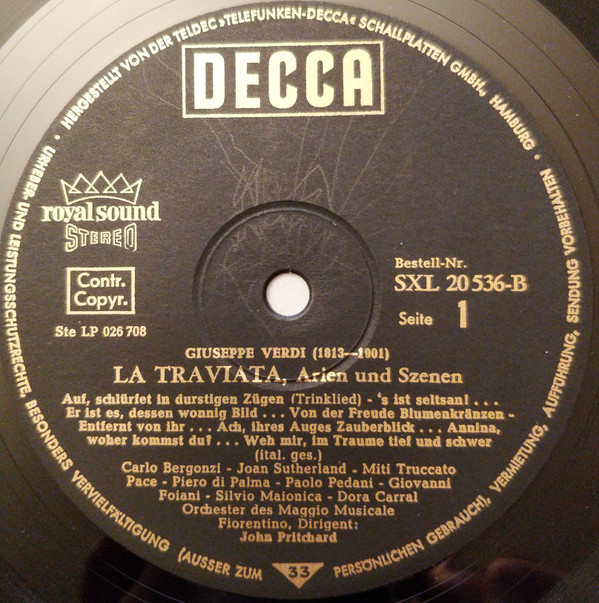 • HERGESTELLT VON DER TELDEC »TELEFUNKEN-DECCA« SCHALLPLATTEN GMBH., HAMBURG •
DECCA
royal sound
STEREO
Contr.
Copyr.
Ste LP 026 708
Bestell-Nr.
SXL 20 536-B
Seite 1
GIUSEPPE VERDI (1813—1901)
LA TRAVIATA, Arien und Szenen
Auf, schlürfet in durstigen Zügen (Trinklied) - 's ist seltsan! . . .
Er ist es, dessen wonnig Bild . . . Von der Freude Blumenkränzen -
Entfernt von ihr . . . Ach, ihres Auges Zauberblick . . . Annina,
woher kommst du? . . . Weh mir, im Traume tief und schwer
(ital. ges.)
Carlo Bergonzi - Joan Sutherland - Miti Truccato
Pace - Piero di Palma - Paolo Pedani - Giovanni
Foiani - Silvio Maionica - Dora Carral
Orchester des Maggio Musicale
Fiorentino, Dirigent:
John Pritchard
33
URHEBER- UND LEISTUNGSSCHUTZRECHTE, BESONDERS VERVIELFÄLTIGUNG (AUSSER ZUM PERSÖNLICHEN GEBRAUCH), VERMIETUNG, AUFFÜHRUNG, SENDUNG VORBEHALTEN